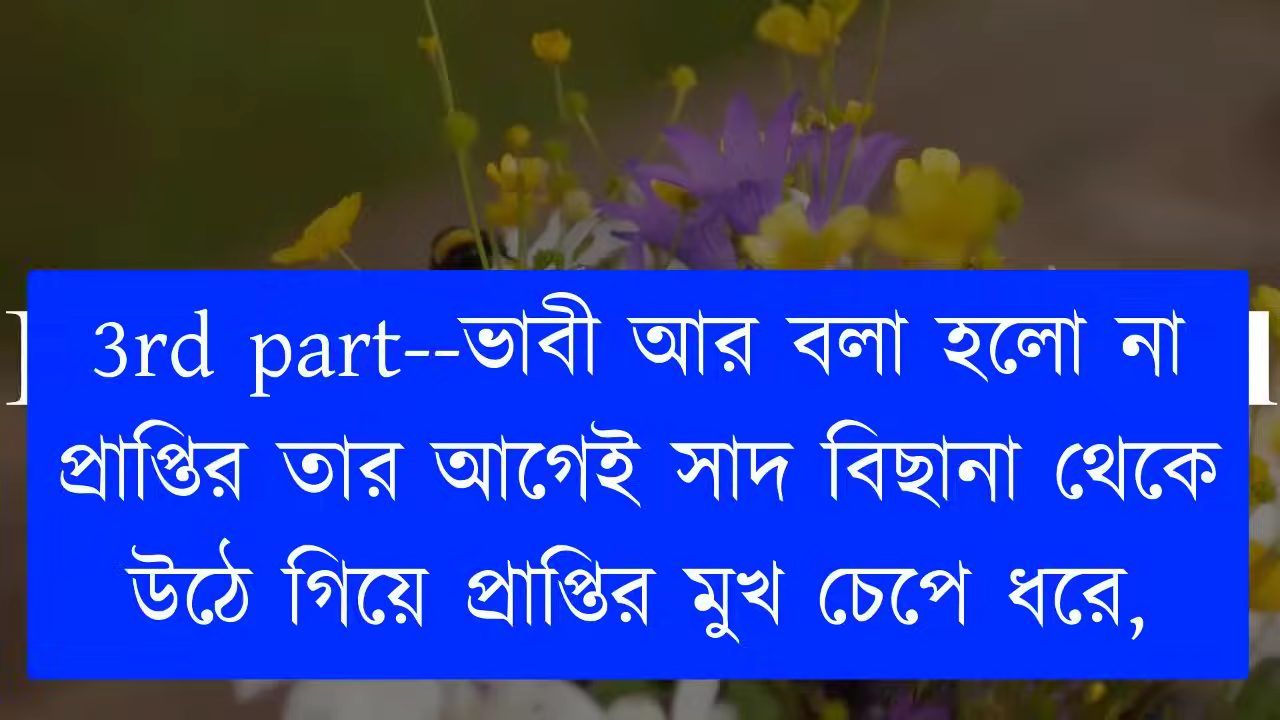 3rd part--ভাবী আর বলা হলো না
প্রাপ্তির তার আগেই সাদ বিছানা থেকে
উঠে গিয়ে প্রাপ্তির মুখ চেপে ধরে,